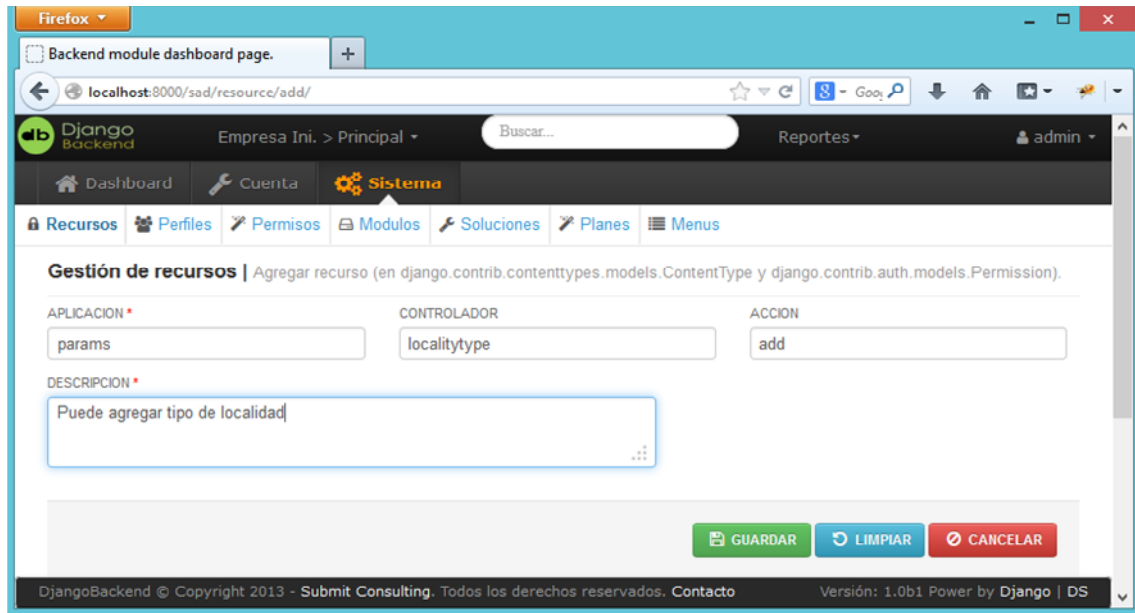 Firefox
Backend module dashboard page.
localhost:8000/sad/resource/add/
8 - Goo
db Django Backend Empresa Ini. > Principal Buscar... Reportes admin
Dashboard Cuenta Sistema
Recursos Perfiles Permisos Modulos Soluciones Planes Menus
Gestión de recursos | Agregar recurso (en django.contrib.contenttypes.models.ContentType y django.contrib.auth.models.Permission).
APLICACION * CONTROLADOR ACCION
params localitytype add
DESCRIPCION *
Puede agregar tipo de localidad
GUARDAR LIMPIAR CANCELAR
DjangoBackend © Copyright 2013 - Submit Consulting. Todos los derechos reservados. Contacto Versión: 1.0b1 Power by Django | DS